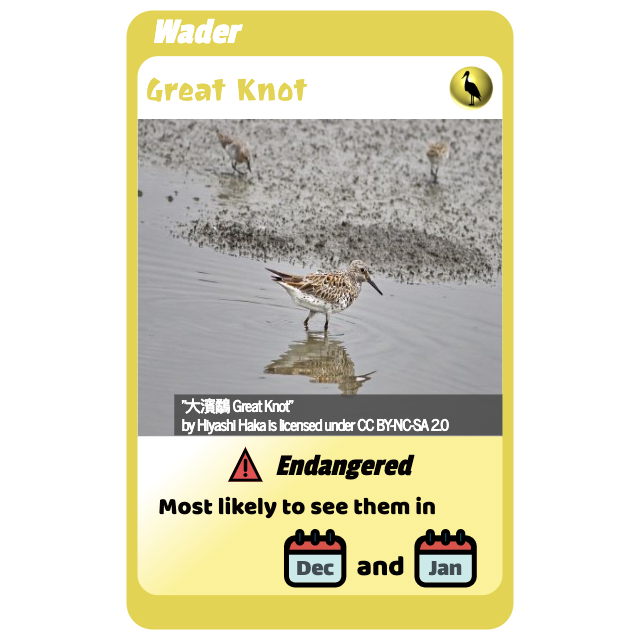 Wader
Great Knot
"大濱鷸 Great Knot"
by Hiyashi Haka is licensed under CC BY-NC-SA 2.0
Endangered
Most likely to see them in
Dec and Jan